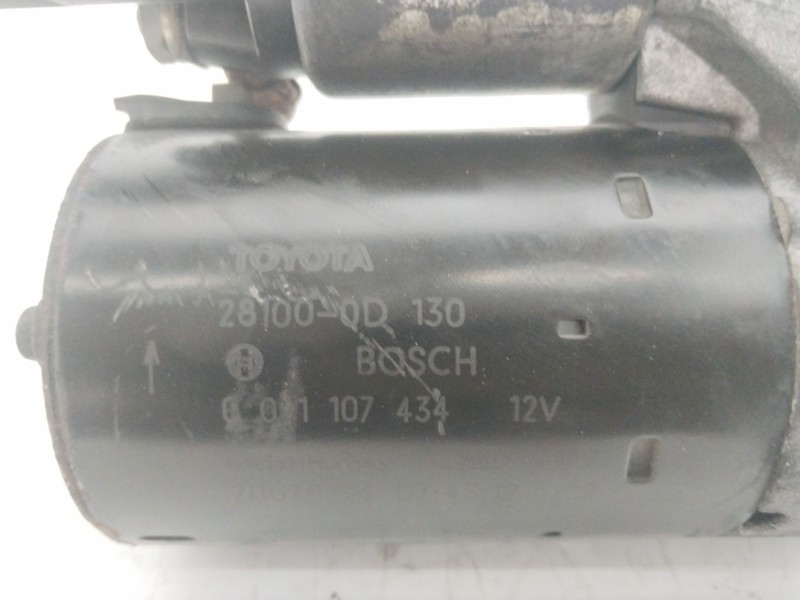 TOYOTA
28100-0D 130
BOSCH
0 001 107 434 12V